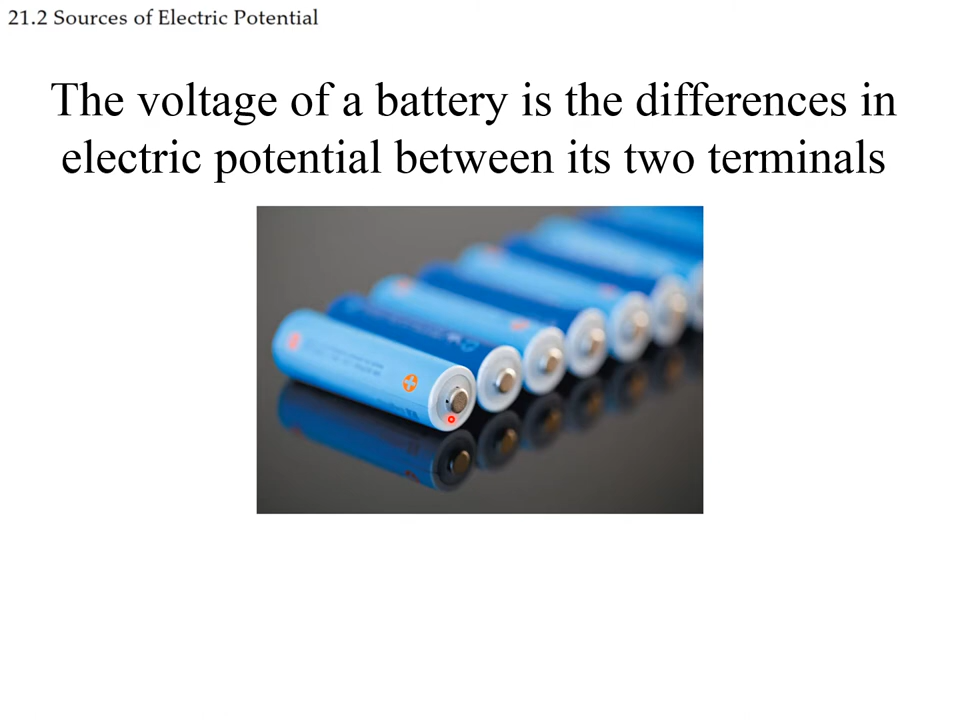 21.2 Sources of Electric Potential
The voltage of a battery is the differences in
electric potential between its two terminals